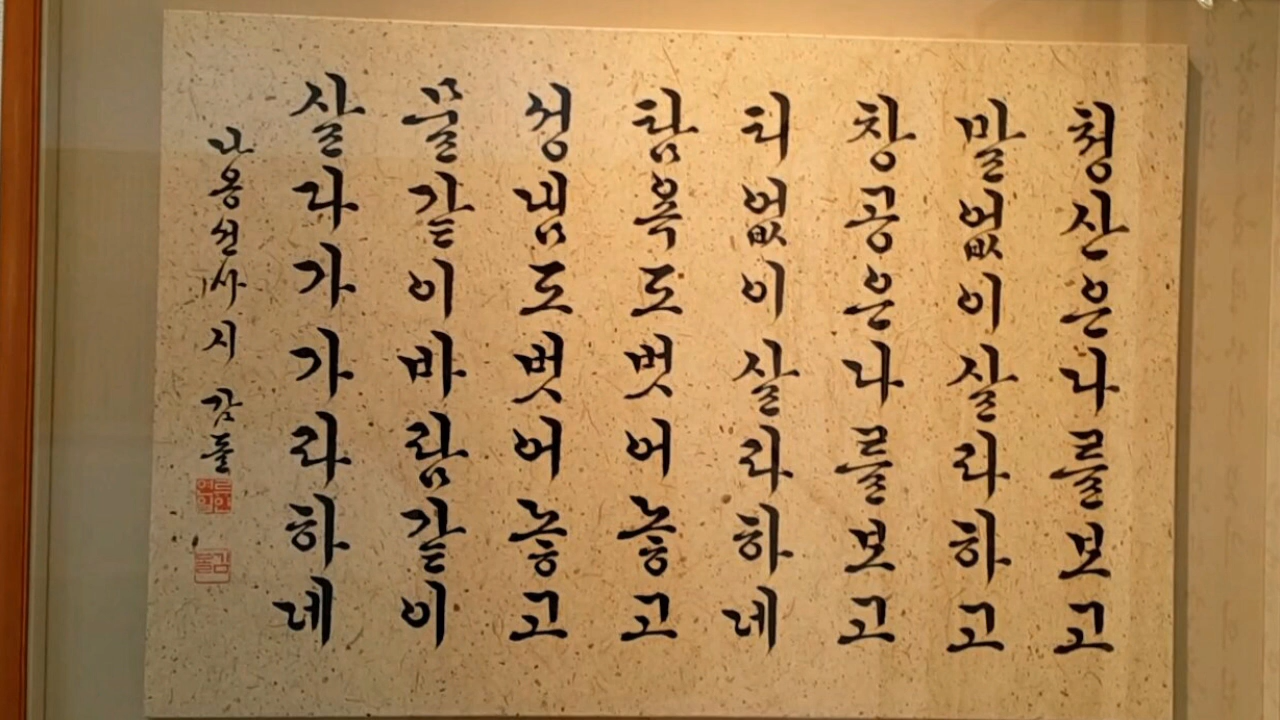 청산은나를보고
말없이살라하고
창공은나를보고
티없이살라하네
탐욕도벗어놓고
성냄도벗어놓고
물같이바람같이
살다가가라하네
나옹선사 시 감돌
감돌